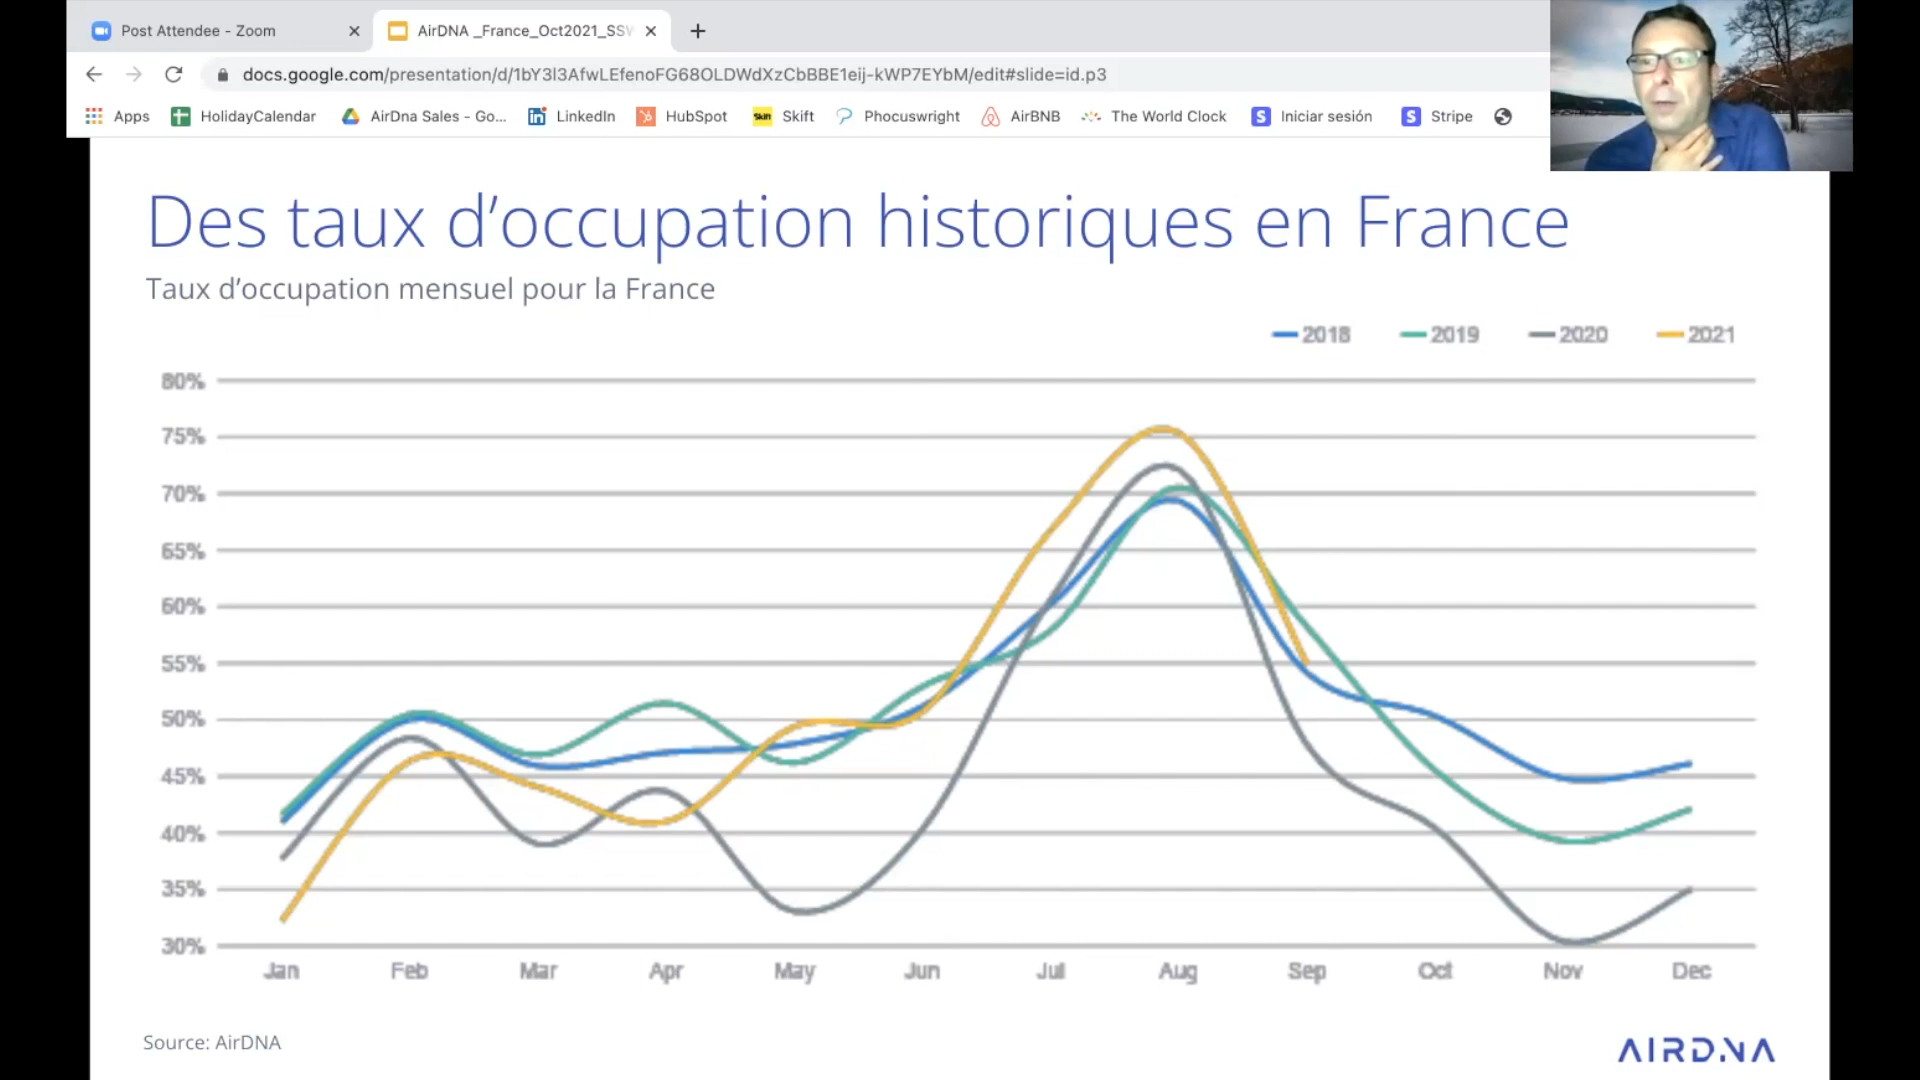 Post Attendee - Zoom
AirDNA _France_Oct2021_SSW
docs.google.com/presentation/d/1bY3l3AfwLEfenoFG68OLDWdXzCbBBE1eij-kWP7EYbM/edit#slide=id.p3
Apps HolidayCalendar AirDna Sales - Go... LinkedIn HubSpot Skift Phocuswright AirBNB The World Clock Iniciar sesión Stripe
Des taux d’occupation historiques en France
Taux d’occupation mensuel pour la France
2018 2019 2020 2021
80%
75%
70%
65%
60%
55%
50%
45%
40%
35%
30%
Jan Feb Mar Apr May Jun Jul Aug Sep Oct Nov Dec
Source: AirDNA
AIRDNA